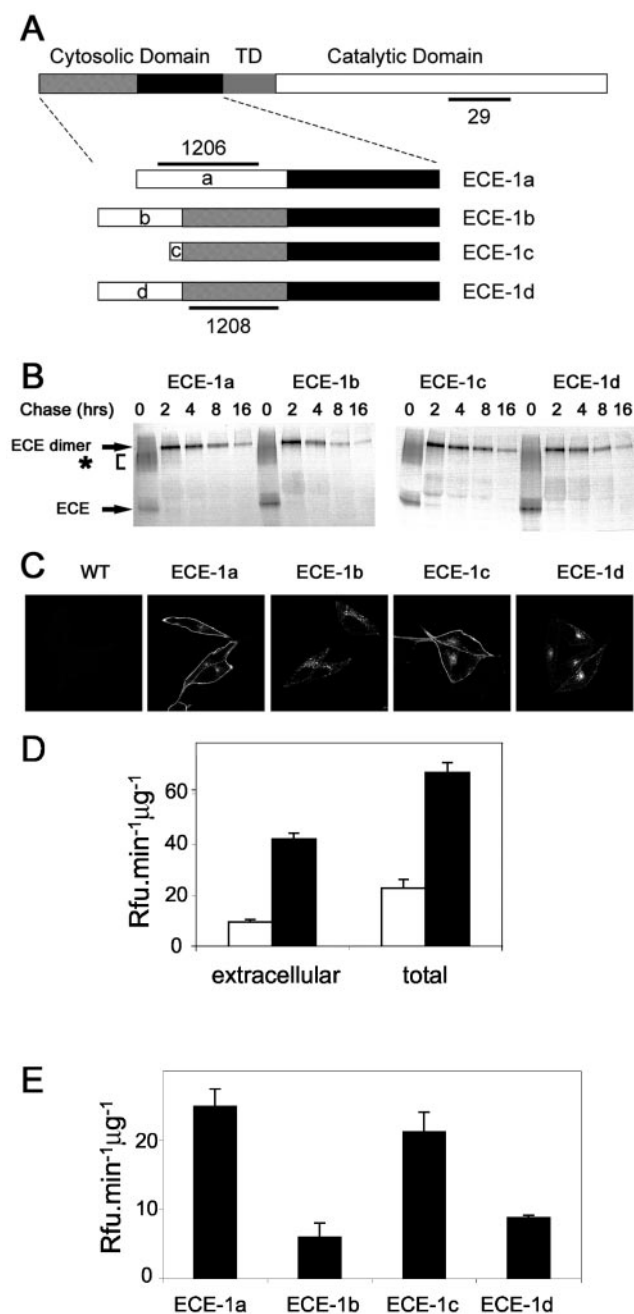 A
Cytosolic Domain TD Catalytic Domain
29
1206
a ECE-1a
b ECE-1b
c ECE-1c
d ECE-1d
1208
B
ECE-1a ECE-1b ECE-1c ECE-1d
Chase (hrs) 0 2 4 8 16 0 2 4 8 16 0 2 4 8 16 0 2 4 8 16
ECE dimer
*
ECE
C
WT ECE-1a ECE-1b ECE-1c ECE-1d
D
Rfu.min⁻¹µg⁻¹
60
40
20
0
extracellular total
E
Rfu.min⁻¹µg⁻¹
20
10
0
ECE-1a ECE-1b ECE-1c ECE-1d